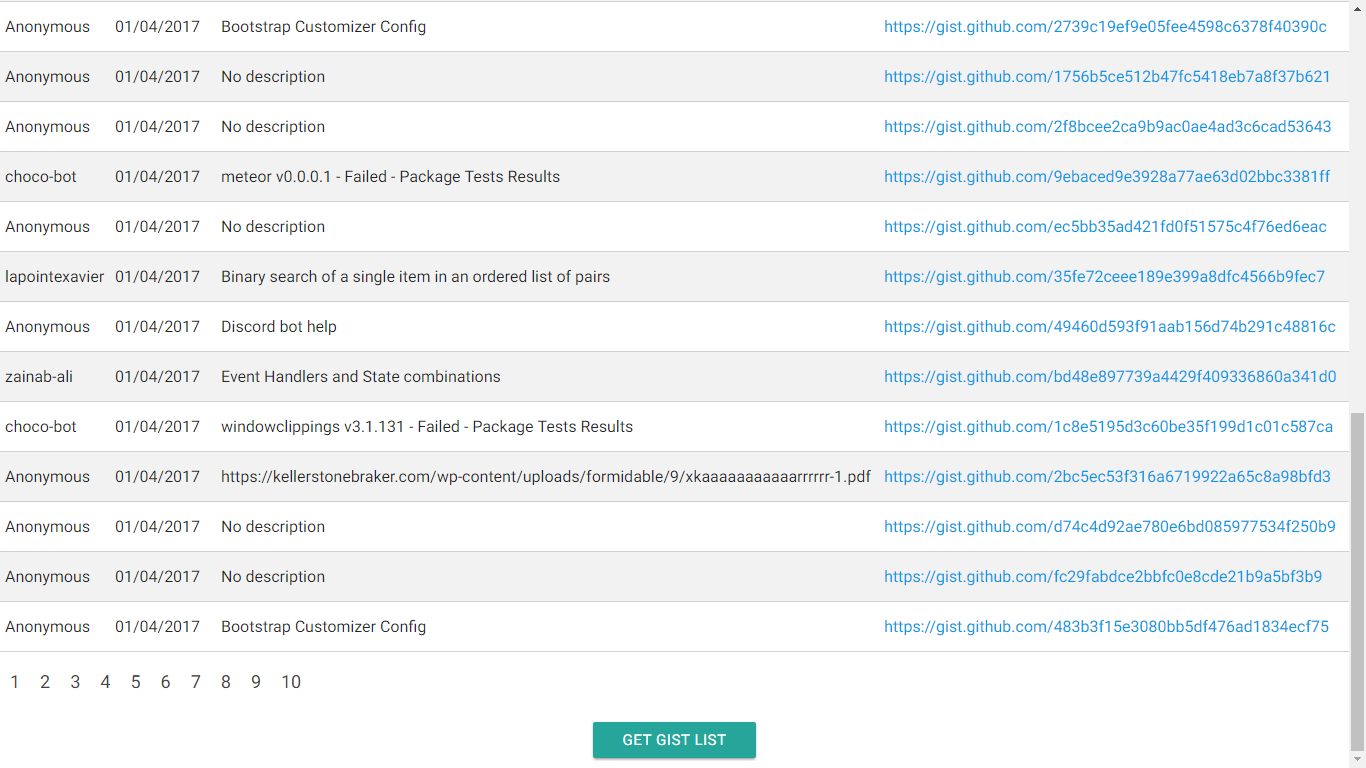 Anonymous 01/04/2017 Bootstrap Customizer Config https://gist.github.com/2739c19ef9e05fee4598c6378f40390c
Anonymous 01/04/2017 No description https://gist.github.com/1756b5ce512b47fc5418eb7a8f37b621
Anonymous 01/04/2017 No description https://gist.github.com/2f8bcee2ca9b9ac0ae4ad3c6cad53643
choco-bot 01/04/2017 meteor v0.0.0.1 - Failed - Package Tests Results https://gist.github.com/9ebaced9e3928a77ae63d02bbc3381ff
Anonymous 01/04/2017 No description https://gist.github.com/ec5bb35ad421fd0f51575c4f76ed6eac
lapointexavier 01/04/2017 Binary search of a single item in an ordered list of pairs https://gist.github.com/35fe72ceee189e399a8dfc4566b9fec7
Anonymous 01/04/2017 Discord bot help https://gist.github.com/49460d593f91aab156d74b291c48816c
zainab-ali 01/04/2017 Event Handlers and State combinations https://gist.github.com/bd48e897739a4429f409336860a341d0
choco-bot 01/04/2017 windowclippings v3.1.131 - Failed - Package Tests Results https://gist.github.com/1c8e5195d3c60be35f199d1c01c587ca
Anonymous 01/04/2017 https://kellerstonebraker.com/wp-content/uploads/formidable/9/xkaaaaaaaaaaarrrrrr-1.pdf https://gist.github.com/2bc5ec53f316a6719922a65c8a98bfd3
Anonymous 01/04/2017 No description https://gist.github.com/d74c4d92ae780e6bd085977534f250b9
Anonymous 01/04/2017 No description https://gist.github.com/fc29fabdce2bbfc0e8cde21b9a5bf3b9
Anonymous 01/04/2017 Bootstrap Customizer Config https://gist.github.com/483b3f15e3080bb5df476ad1834ecf75
1 2 3 4 5 6 7 8 9 10
GET GIST LIST